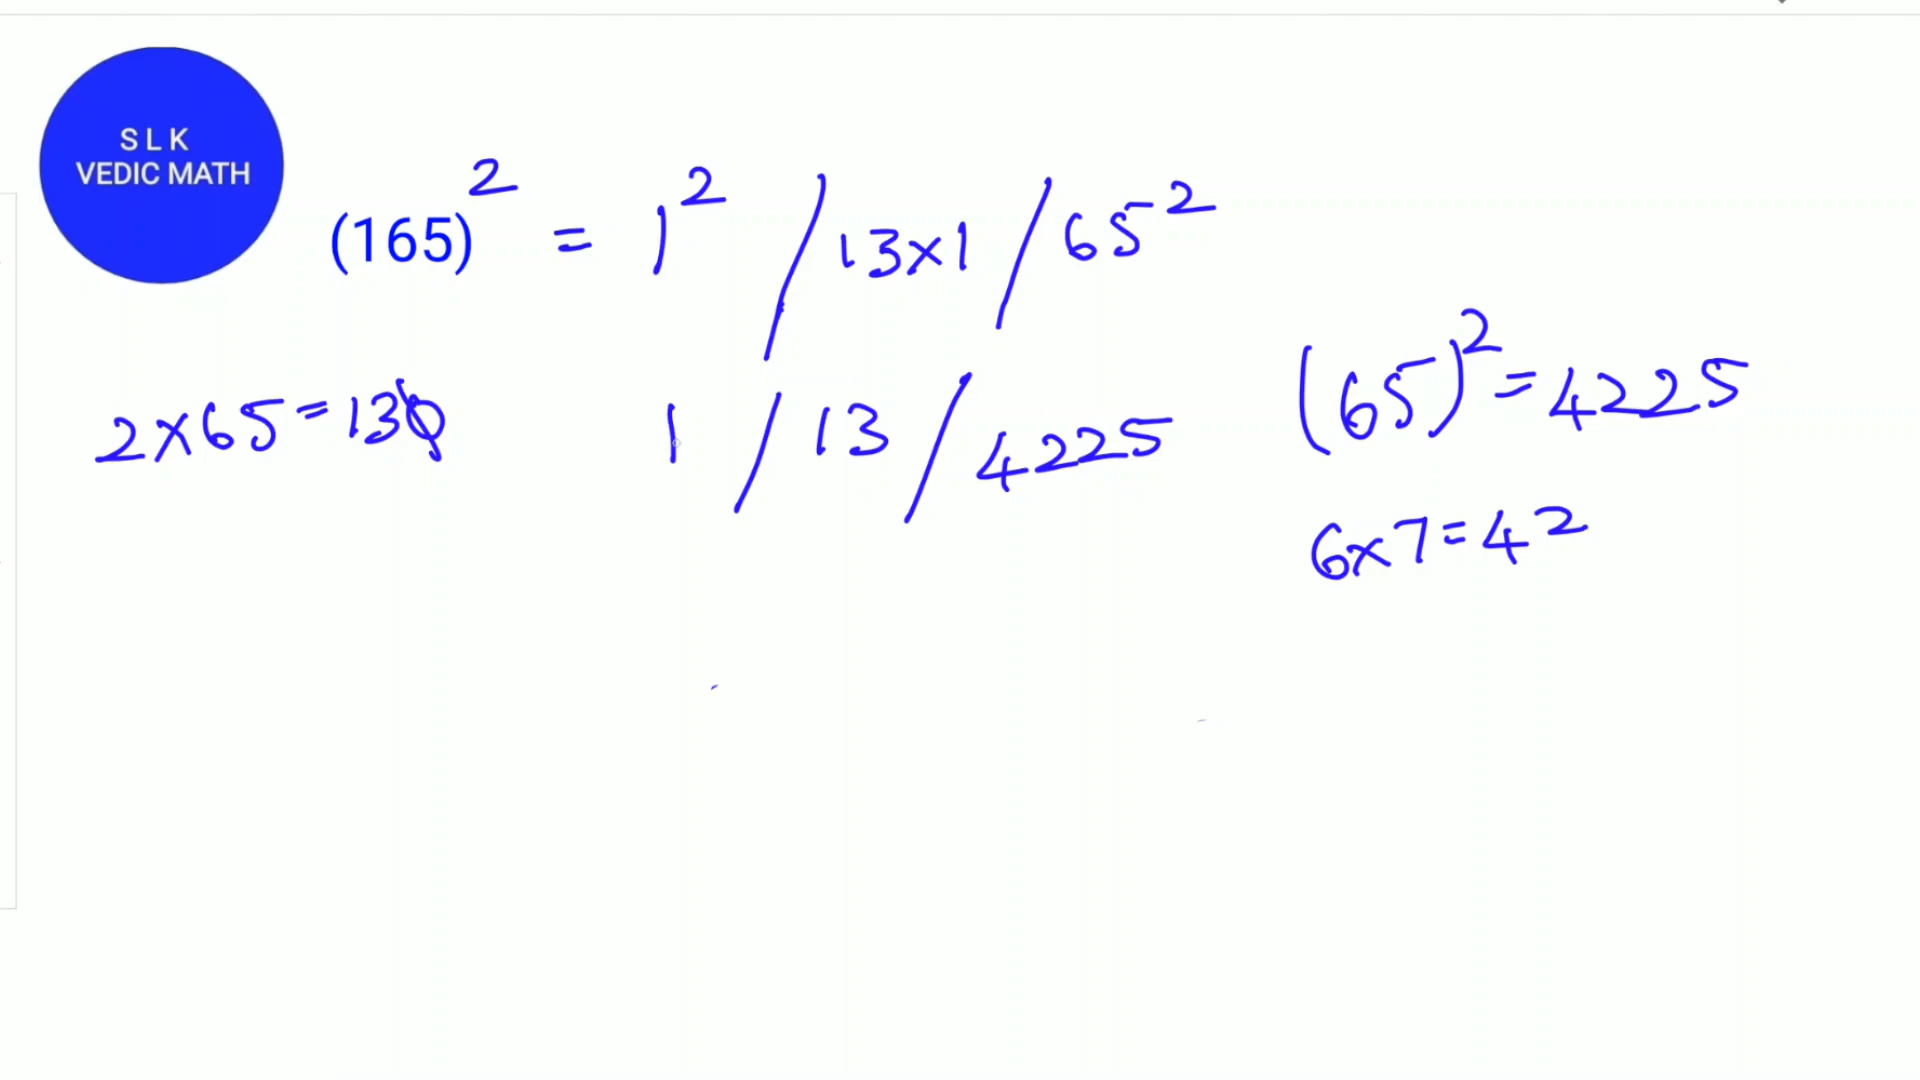 S L K
VEDIC MATH
(165)² = 1² / 13×1 / 65²
2×65=130
1 / 13 / 4225
(65)²=4225
6×7=42